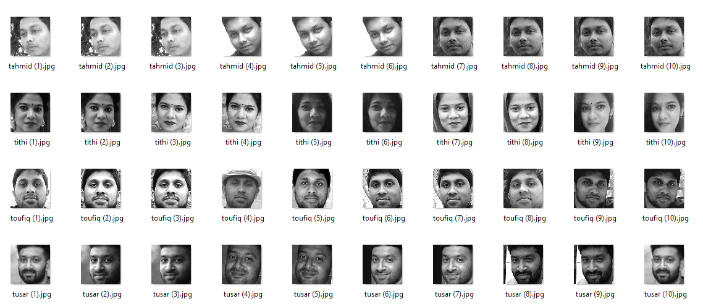 tahmid (1).jpg tahmid (2).jpg tahmid (3).jpg tahmid (4).jpg tahmid (5).jpg tahmid (6).jpg tahmid (7).jpg tahmid (8).jpg tahmid (9).jpg tahmid (10).jpg
tithi (1).jpg tithi (2).jpg tithi (3).jpg tithi (4).jpg tithi (5).jpg tithi (6).jpg tithi (7).jpg tithi (8).jpg tithi (9).jpg tithi (10).jpg
toufiq (1).jpg toufiq (2).jpg toufiq (3).jpg toufiq (4).jpg toufiq (5).jpg toufiq (6).jpg toufiq (7).jpg toufiq (8).jpg toufiq (9).jpg toufiq (10).jpg
tusar (1).jpg tusar (2).jpg tusar (3).jpg tusar (4).jpg tusar (5).jpg tusar (6).jpg tusar (7).jpg tusar (8).jpg tusar (9).jpg tusar (10).jpg